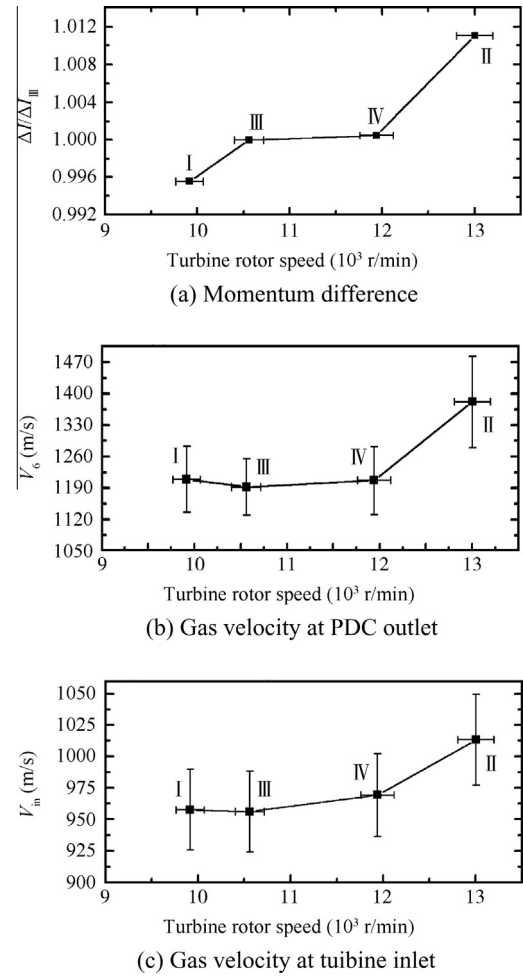 1.012
1.008
1.004
1.000
0.996
0.992
ΔI/ΔI_Ⅲ
Ⅰ
Ⅲ
Ⅳ
Ⅱ
9 10 11 12 13
Turbine rotor speed (10³ r/min)
(a) Momentum difference
1470
1400
1330
1260
1190
1120
1050
V₆ (m/s)
Ⅰ
Ⅲ
Ⅳ
Ⅱ
9 10 11 12 13
Turbine rotor speed (10³ r/min)
(b) Gas velocity at PDC outlet
1050
1025
1000
975
950
925
900
V_in (m/s)
Ⅰ
Ⅲ
Ⅳ
Ⅱ
9 10 11 12 13
Turbine rotor speed (10³ r/min)
(c) Gas velocity at tuibine inlet